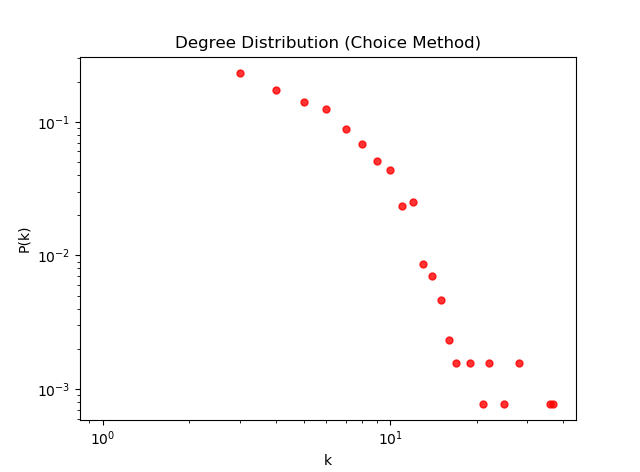 Degree Distribution (Choice Method)
P(k)
10⁻¹
10⁻²
10⁻³
10⁰
10¹
k